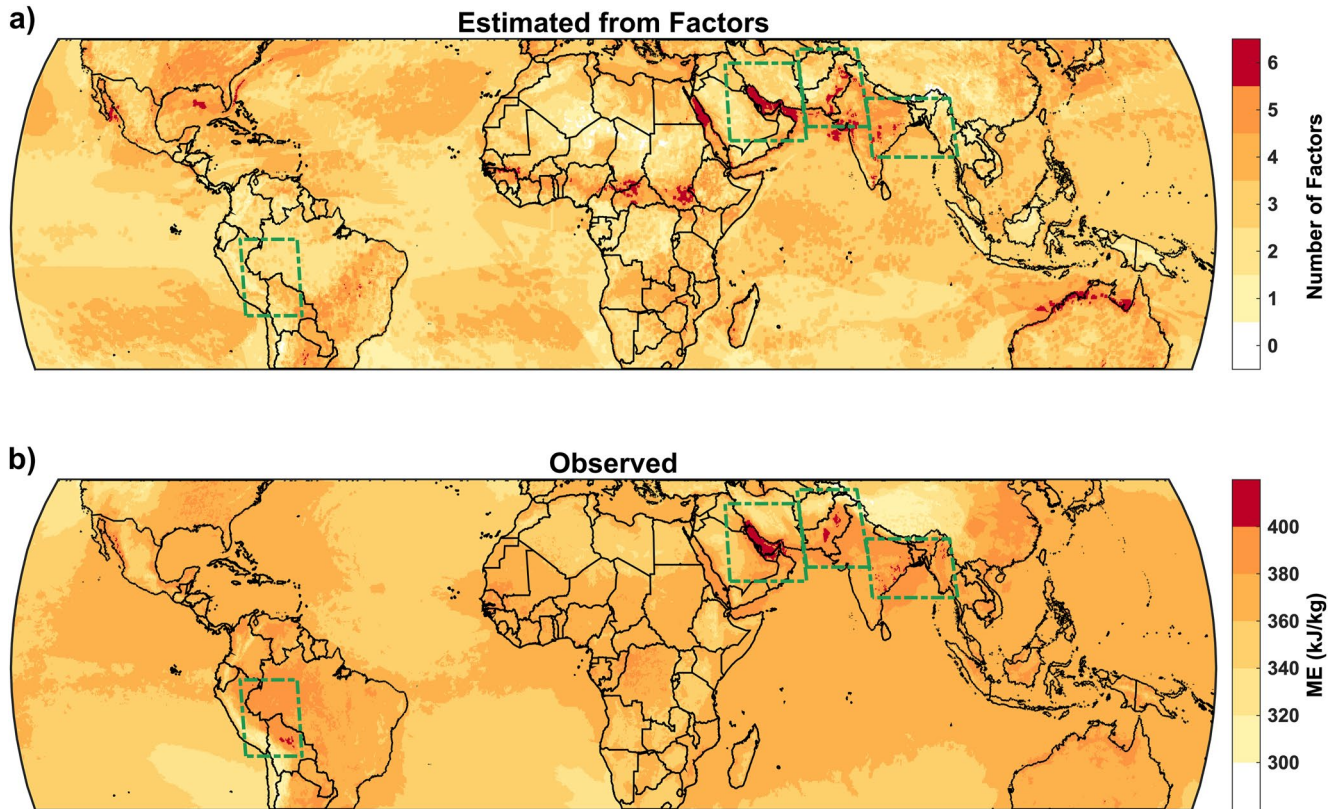 a)
Estimated from Factors
6
5
4
3
2
1
0
Number of Factors
b)
Observed
400
380
360
340
320
300
ME (kJ/kg)